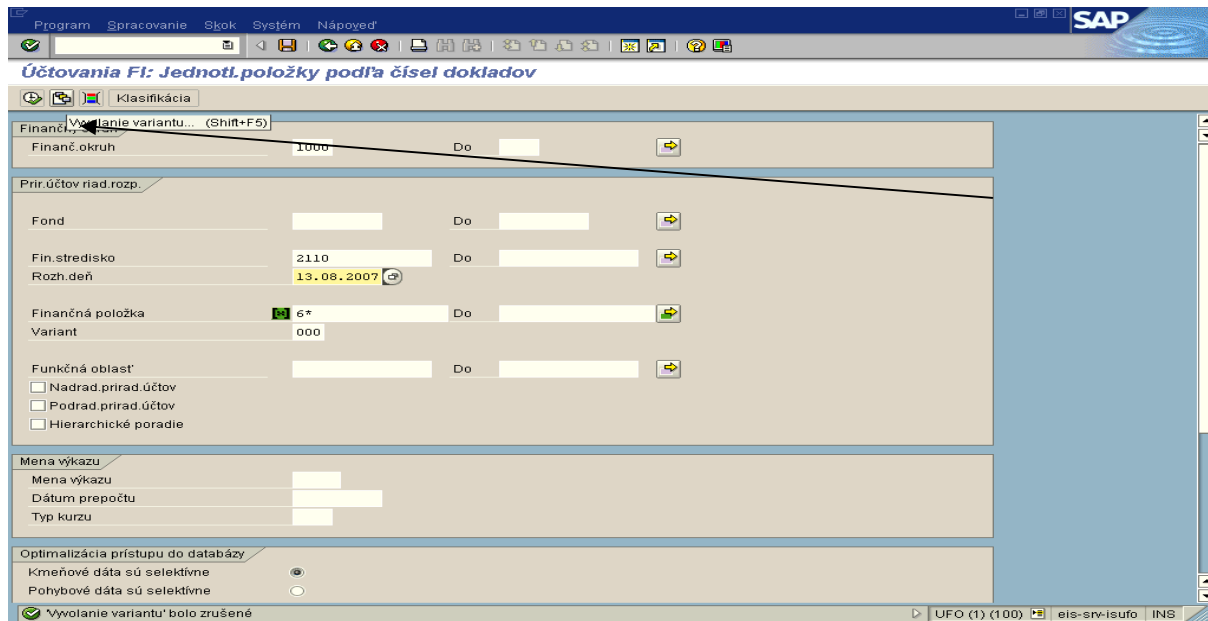 Program Spracovanie Skok Systém Nápoveď
SAP
Účtovania FI: Jednotl.položky podľa čísel dokladov
Klasifikácia
Vyvolanie variantu... (Shift+F5)
Finanč.okruh 1000 Do
Prir.účtov riad.rozp.
Fond Do
Fin.stredisko 2110 Do
Rozh.deň 13.08.2007
Finančná položka 6* Do
Variant 000
Funkčná oblasť Do
Nadrad.prirad.účtov
Podrad.prirad.účtov
Hierarchické poradie
Mena výkazu
Mena výkazu
Dátum prepočtu
Typ kurzu
Optimalizácia prístupu do databázy
Kmeňové dáta sú selektívne
Pohybové dáta sú selektívne
'Vyvolanie variantu' bolo zrušené UFO (1) (100) eis-srv-isufo INS